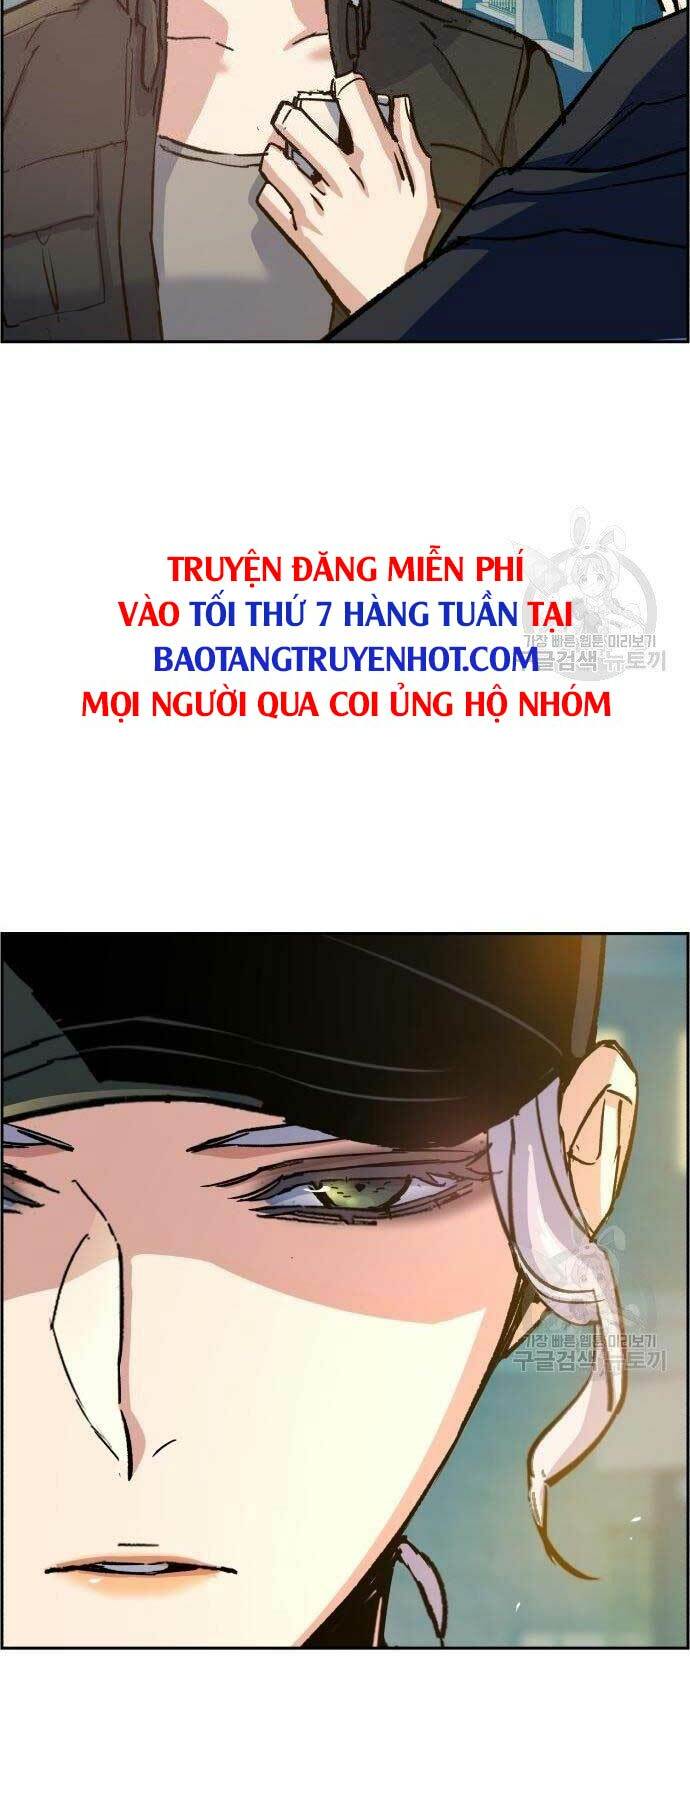 TRUYỆN ĐĂNG MIỄN PHÍ
VÀO TỐI THỨ 7 HÀNG TUẦN TẠI
BAOTANGTRUYENHOT.COM
MỌI NGƯỜI QUA COI ỦNG HỘ NHÓM
가장 빠른 웹툰 미리보기
구글검색 뉴토끼
가장 빠른 웹툰 미리보기
구글검색 뉴토끼